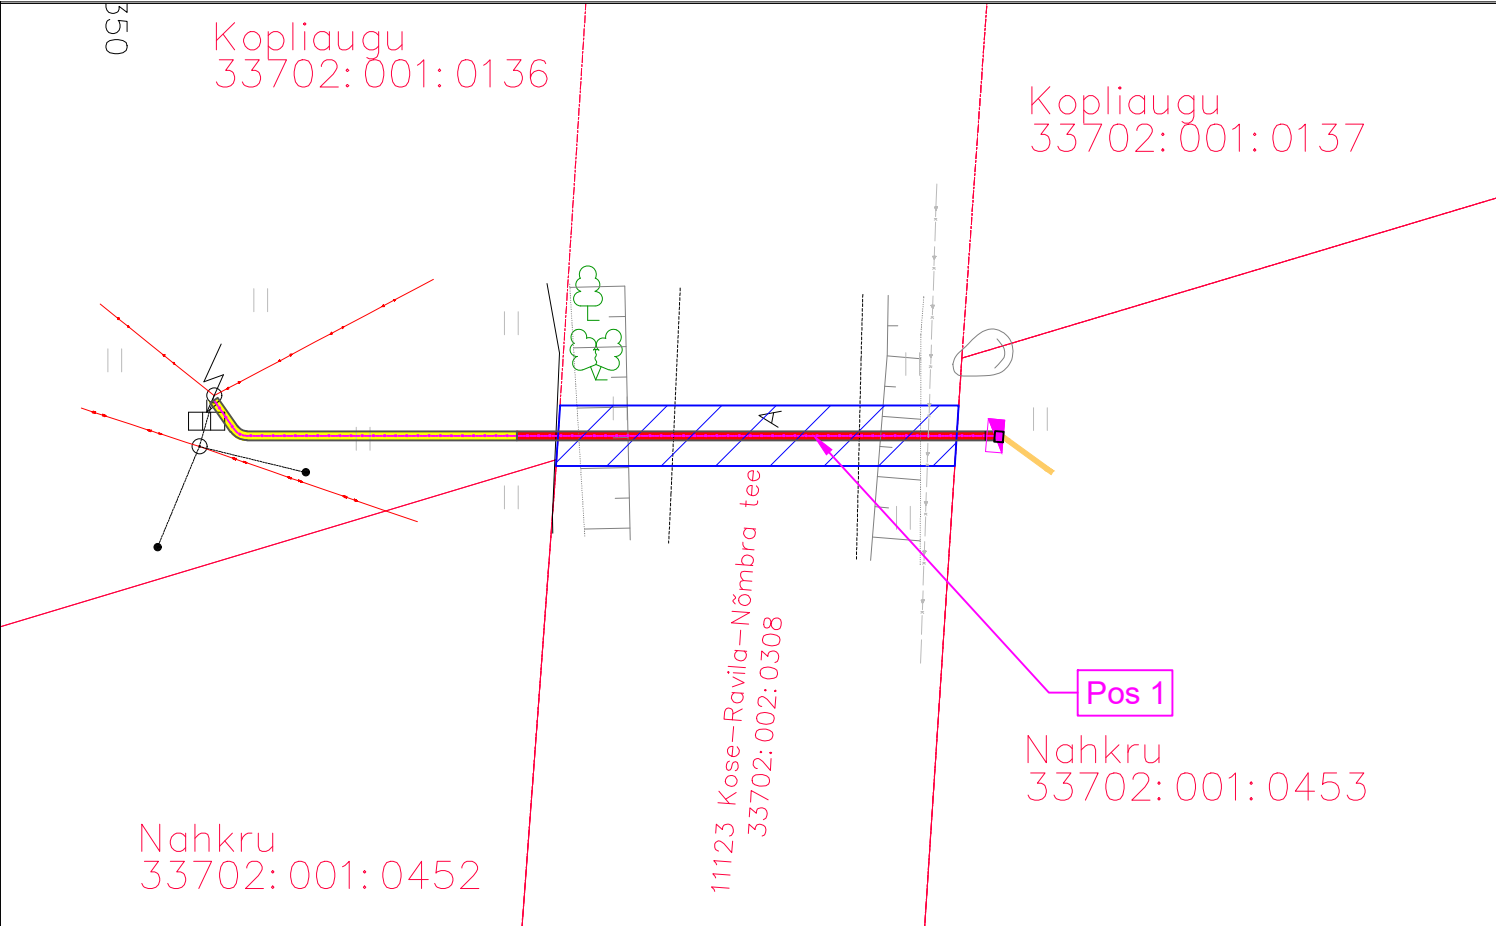 350
Kopliaugu
33702:001:0136
Kopliaugu
33702:001:0137
A
11123 Kose-Ravila-Nõmbra tee
33702:002:0308
Pos 1
Nahkru
33702:001:0453
Nahkru
33702:001:0452